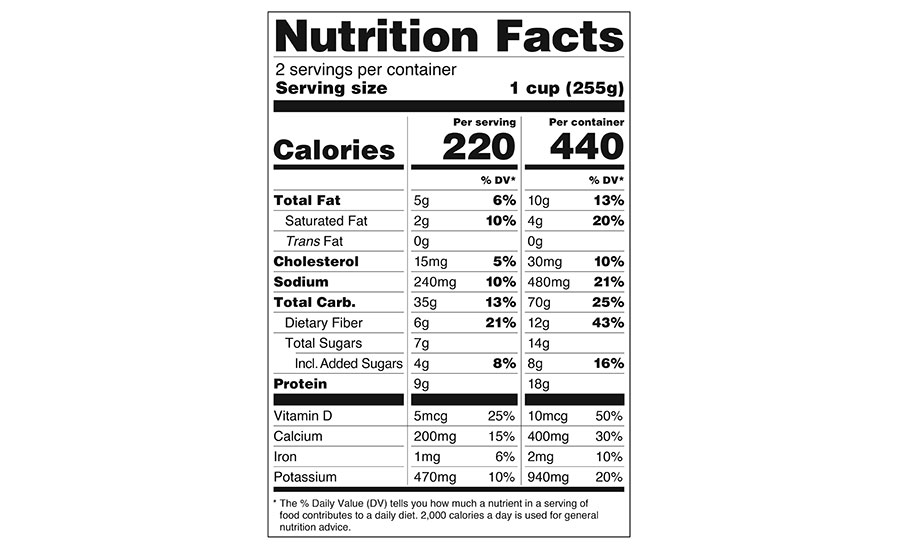 Nutrition Facts
2 servings per container
Serving size 1 cup (255g)
Per serving Per container
Calories 220 440
% DV* % DV*
Total Fat 5g 6% 10g 13%
Saturated Fat 2g 10% 4g 20%
Trans Fat 0g 0g
Cholesterol 15mg 5% 30mg 10%
Sodium 240mg 10% 480mg 21%
Total Carb. 35g 13% 70g 25%
Dietary Fiber 6g 21% 12g 43%
Total Sugars 7g 14g
Incl. Added Sugars 4g 8% 8g 16%
Protein 9g 18g
Vitamin D 5mcg 25% 10mcg 50%
Calcium 200mg 15% 400mg 30%
Iron 1mg 6% 2mg 10%
Potassium 470mg 10% 940mg 20%
* The % Daily Value (DV) tells you how much a nutrient in a serving of
food contributes to a daily diet. 2,000 calories a day is used for general
nutrition advice.